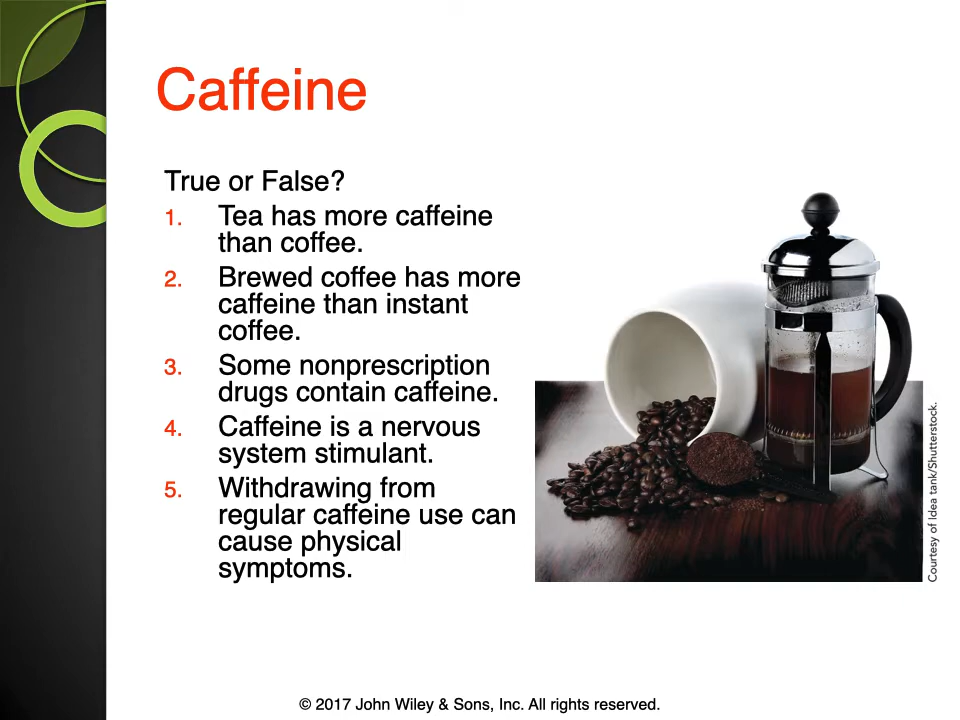 Caffeine
True or False?
1. Tea has more caffeine
than coffee.
2. Brewed coffee has more
caffeine than instant
coffee.
3. Some nonprescription
drugs contain caffeine.
4. Caffeine is a nervous
system stimulant.
5. Withdrawing from
regular caffeine use can
cause physical
symptoms.
Courtesy of Idea tank/Shutterstock.
© 2017 John Wiley & Sons, Inc. All rights reserved.